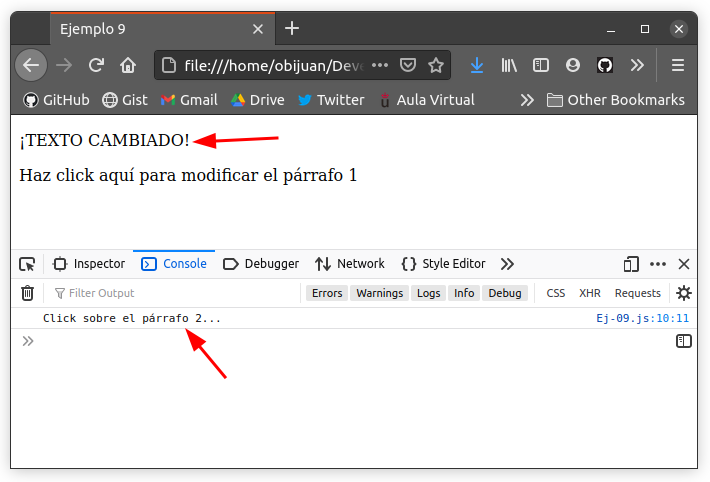 Ejemplo 9
file:///home/obijuan/Deve
GitHub Gist Gmail Drive Twitter Aula Virtual Other Bookmarks
¡TEXTO CAMBIADO!
Haz click aquí para modificar el párrafo 1
Inspector Console Debugger Network Style Editor
Filter Output Errors Warnings Logs Info Debug CSS XHR Requests
Click sobre el párrafo 2... Ej-09.js:10:11